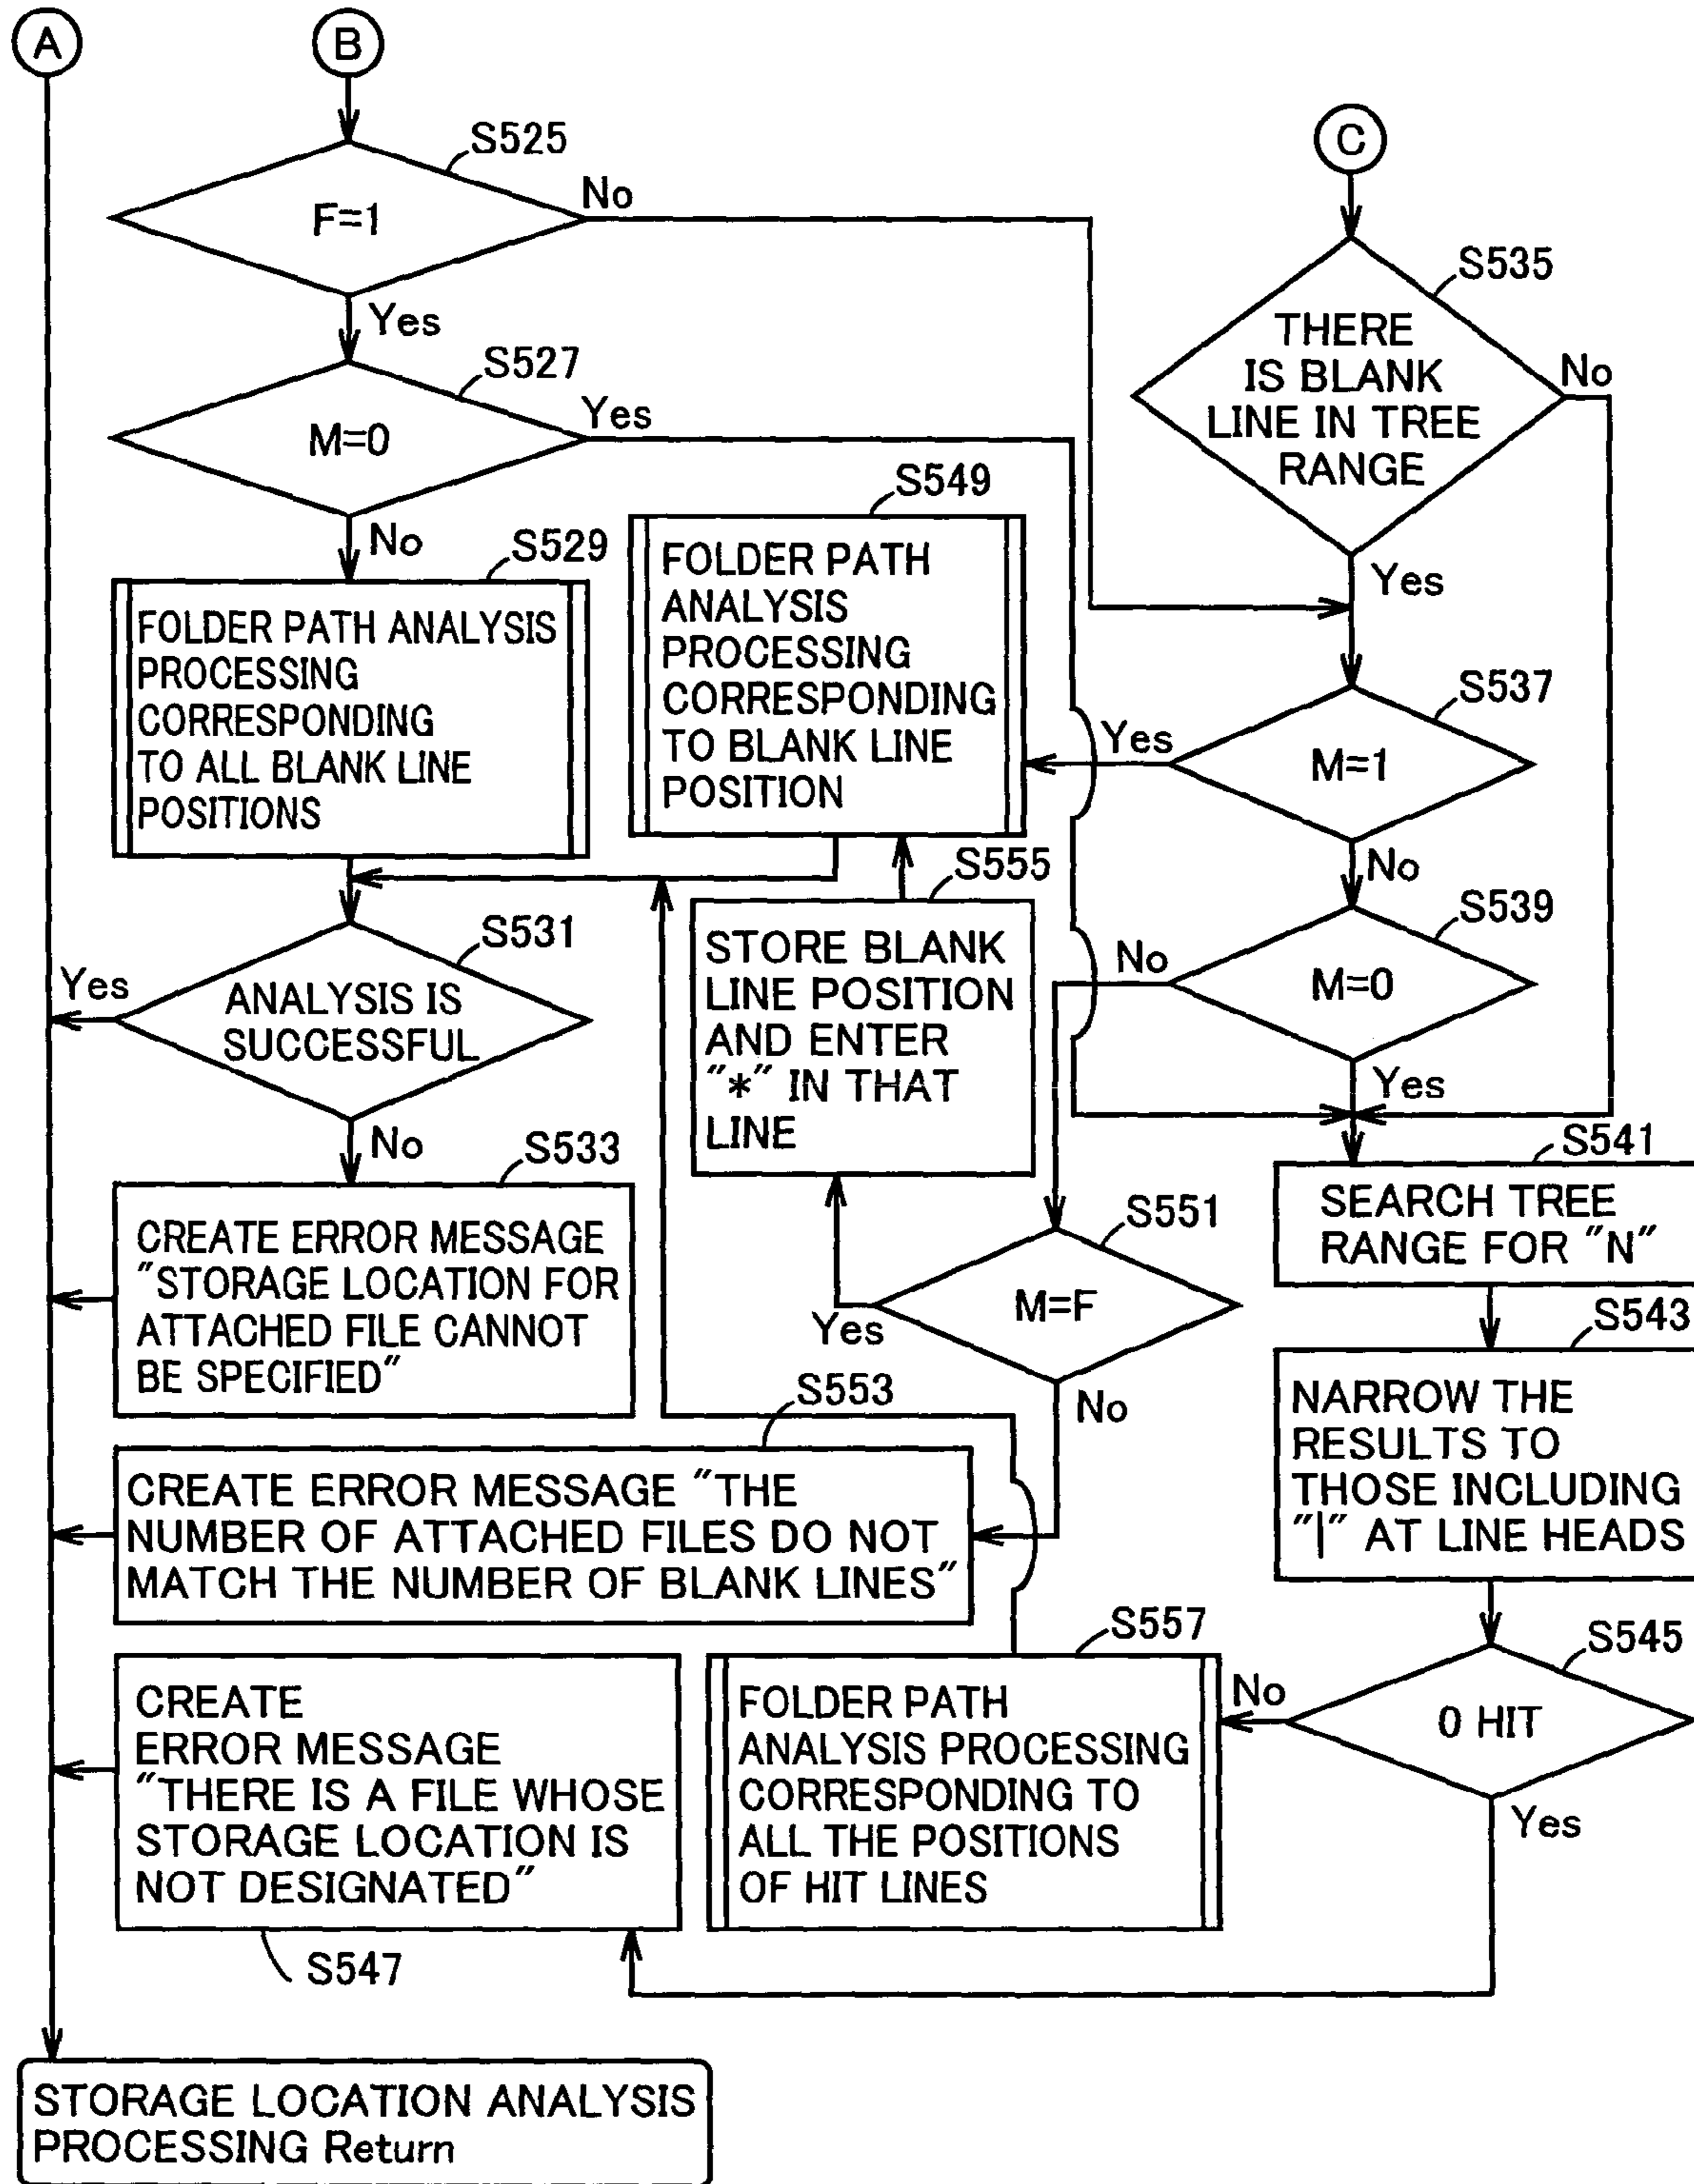 A
B
C
S525
F=1
No
Yes
S527
M=0
Yes
No
S529
FOLDER PATH ANALYSIS
PROCESSING
CORRESPONDING
TO ALL BLANK LINE
POSITIONS
S531
ANALYSIS IS
SUCCESSFUL
Yes
No
S533
CREATE ERROR MESSAGE
"STORAGE LOCATION FOR
ATTACHED FILE CANNOT
BE SPECIFIED"
S535
THERE
IS BLANK
LINE IN TREE
RANGE
No
Yes
S537
M=1
Yes
No
S539
M=0
No
Yes
S541
SEARCH TREE
RANGE FOR "N"
S543
NARROW THE
RESULTS TO
THOSE INCLUDING
"|" AT LINE HEADS
S545
0 HIT
No
Yes
S549
FOLDER PATH
ANALYSIS
PROCESSING
CORRESPONDING
TO BLANK LINE
POSITION
S555
STORE BLANK
LINE POSITION
AND ENTER
"*" IN THAT
LINE
S551
M=F
Yes
No
S553
CREATE ERROR MESSAGE "THE
NUMBER OF ATTACHED FILES DO NOT
MATCH THE NUMBER OF BLANK LINES"
S557
FOLDER PATH
ANALYSIS PROCESSING
CORRESPONDING TO
ALL THE POSITIONS
OF HIT LINES
CREATE
ERROR MESSAGE
"THERE IS A FILE WHOSE
STORAGE LOCATION IS
NOT DESIGNATED"
S547
STORAGE LOCATION ANALYSIS
PROCESSING Return